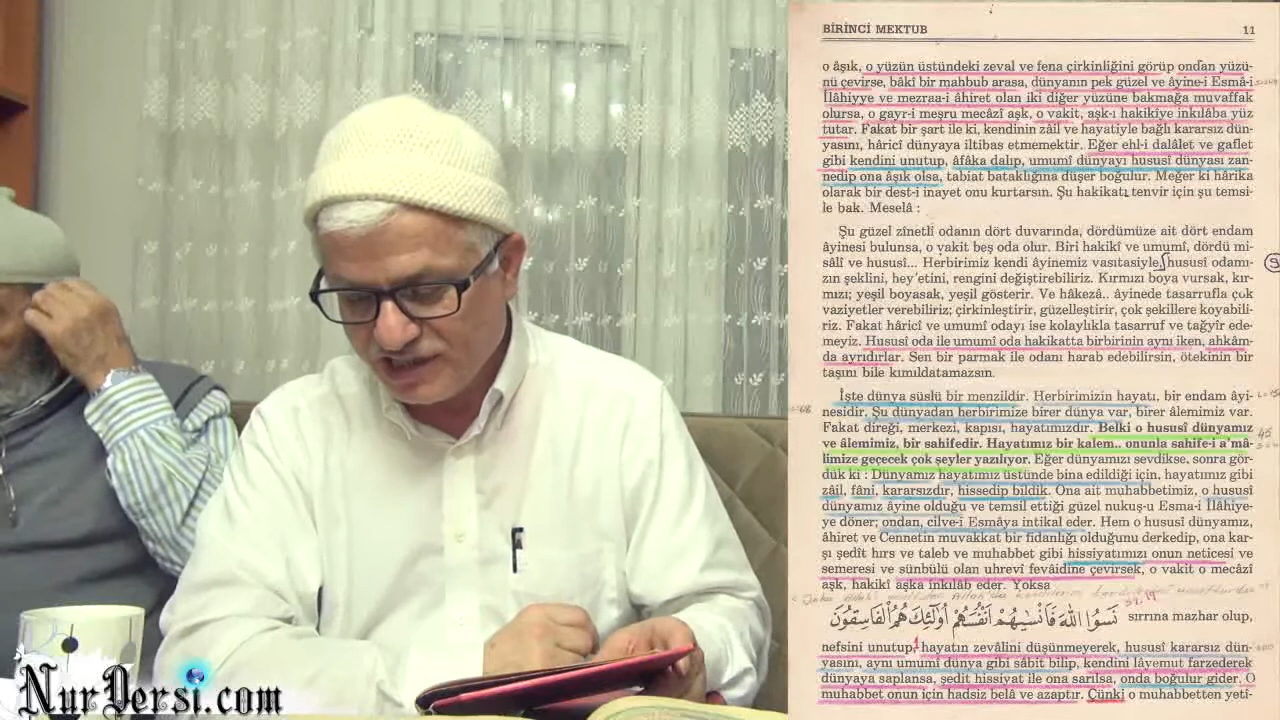 BİRİNCİ MEKTUB 11
o âşık, o yüzün üstündeki zeval ve fena çirkinliğini görüp ondan yüzü-
nü çevirse, bâkî bir mahbub arasa, dünyanın pek güzel ve âyine-i Esmâ-i
İlâhiyye ve mezraa-i âhiret olan iki diğer yüzüne bakmağa muvaffak
olursa, o gayr-i meşru mecâzî aşk, o vakit, aşk-ı hakikîye inkılâba yüz
tutar. Fakat bir şart ile ki, kendinin zâil ve hayatiyle bağlı kararsız dün-
yasını, hâricî dünyaya iltibas etmemektir. Eğer ehl-i dalâlet ve gaflet
gibi kendini unutup, âfâka dalıp, umumî dünyayı hususî dünyası zan-
nedip ona âşık olsa, tabiat bataklığına düşer boğulur. Meğer ki hârika
olarak bir dest-i inayet onu kurtarsın. Şu hakikatı tenvir için şu temsi-
le bak. Meselâ :
Şu güzel zînetli odanın dört duvarında, dördümüze ait dört endam
âyinesi bulunsa, o vakit beş oda olur. Biri hakikî ve umumî, dördü mi-
sâlî ve hususî... Herbirimiz kendi âyinemiz vasıtasiyle, hususî odamı-
zın şeklini, hey'etini, rengini değiştirebiliriz. Kırmızı boya vursak, kır-
mızı; yeşil boyasak, yeşil gösterir. Ve hâkezâ.. âyinede tasarrufla çok
vaziyetler verebiliriz; çirkinleştirir, güzelleştirir, çok şekillere koyabili-
riz. Fakat hâricî ve umumî odayı ise kolaylıkla tasarruf ve tağyîr ede-
meyiz. Hususî oda ile umumî oda hakikatta birbirinin aynı iken, ahkâm-
da ayrıdırlar. Sen bir parmak ile odanı harab edebilirsin, ötekinin bir
taşını bile kımıldatamazsın.
İşte dünya süslü bir menzildir. Herbirimizin hayatı, bir endam âyi-
nesidir. Şu dünyadan herbirimize birer dünya var, birer âlemimiz var.
Fakat direği, merkezi, kapısı, hayatımızdır. Belki o hususî dünyamız
ve âlemimiz, bir sahifedir. Hayatımız bir kalem.. onunla sahife-i a'mâ-
limize geçecek çok şeyler yazılıyor. Eğer dünyamızı sevdikse, sonra gör-
dük ki : Dünyamız hayatımız üstünde bina edildiği için, hayatımız gibi
zâil, fâni, kararsızdır, hissedip bildik. Ona ait muhabbetimiz, o hususî
dünyamız âyine olduğu ve temsil ettiği güzel nukuş-u Esma-i İlâhiye-
ye döner; ondan, cilve-i Esmâya intikal eder. Hem o hususî dünyamız,
âhiret ve Cennetin muvakkat bir fidanlığı olduğunu derkedip, ona kar-
şı şedît hırs ve taleb ve muhabbet gibi hissiyatımızı onun neticesi ve
semeresi ve sünbülü olan uhrevî fevâidine çevirsek, o vakit o mecâzî
aşk, hakikî aşka inkılâb eder. Yoksa
نَسُوا اللّٰهَ فَاَنْسٰيهُمْ اَنْفُسَهُمْ اُولٰٓئِكَ هُمُ الْفَاسِقُونَ sırrına mazhar olup,
nefsini unutup, hayatın zevâlini düşünmeyerek, hususî kararsız dün-
yasını, aynı umumî dünya gibi sâbit bilip, kendini lâyemut farzederek
dünyaya saplansa, şedit hissiyat ile ona sarılsa, onda boğulur gider. O
muhabbet onun için hadsiz belâ ve azaptır. Çünki o muhabbetten yeti-
NurDersi.com